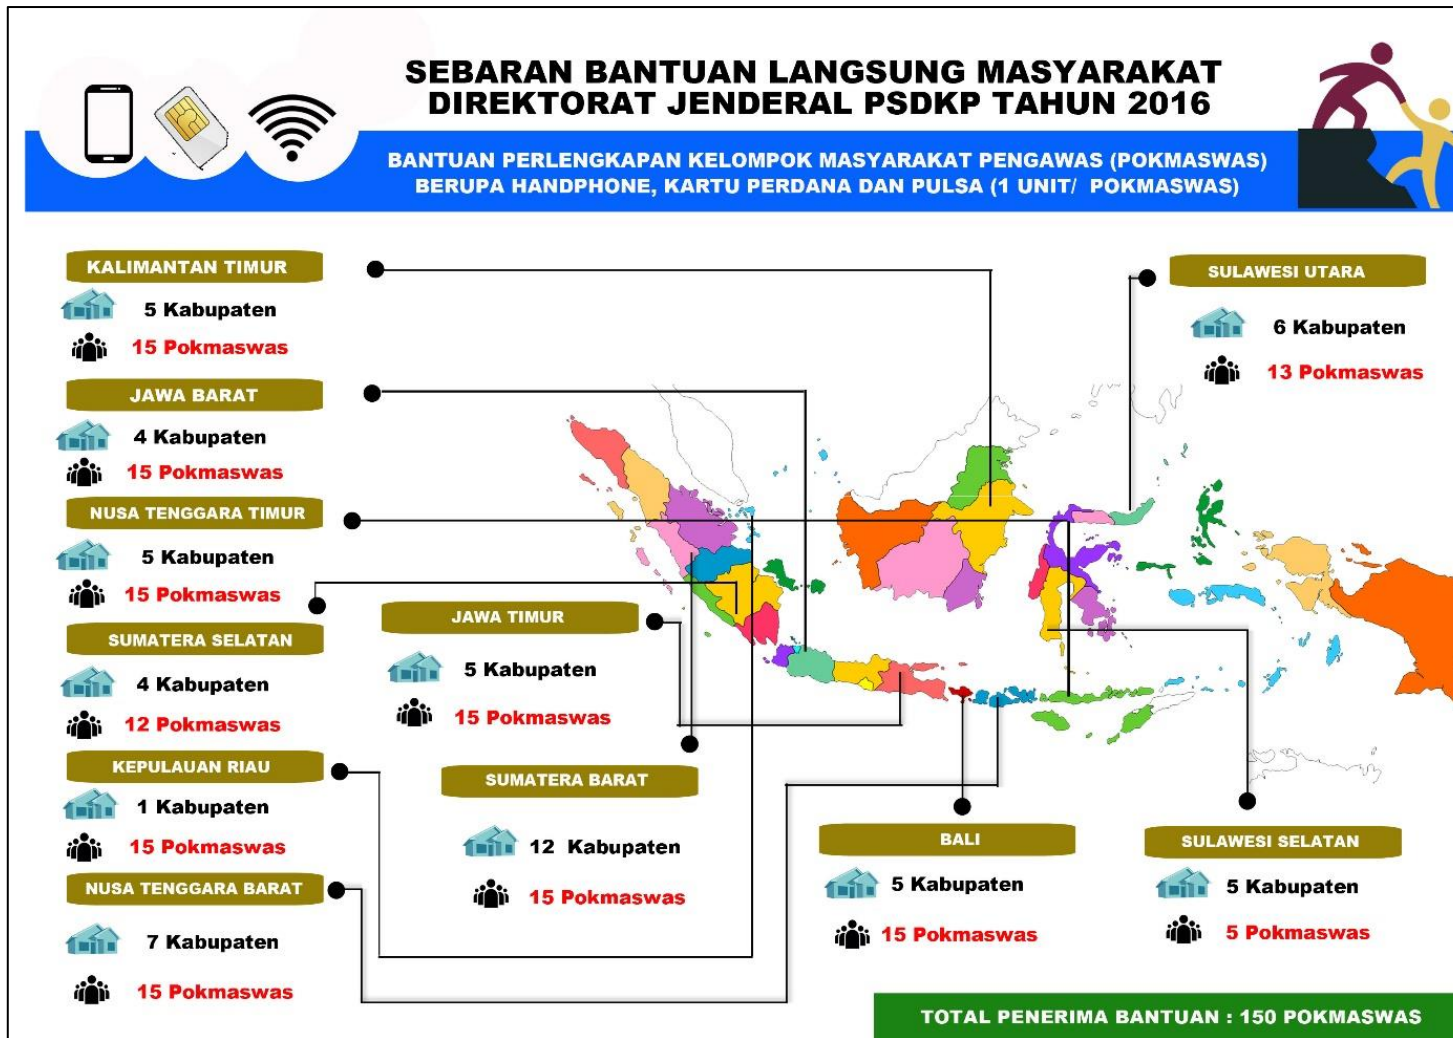 SEBARAN BANTUAN LANGSUNG MASYARAKAT
DIREKTORAT JENDERAL PSDKP TAHUN 2016
BANTUAN PERLENGKAPAN KELOMPOK MASYARAKAT PENGAWAS (POKMASWAS)
BERUPA HANDPHONE, KARTU PERDANA DAN PULSA (1 UNIT/ POKMASWAS)
KALIMANTAN TIMUR
5 Kabupaten
15 Pokmaswas
JAWA BARAT
4 Kabupaten
15 Pokmaswas
NUSA TENGGARA TIMUR
5 Kabupaten
15 Pokmaswas
SUMATERA SELATAN
4 Kabupaten
12 Pokmaswas
KEPULAUAN RIAU
1 Kabupaten
15 Pokmaswas
NUSA TENGGARA BARAT
7 Kabupaten
15 Pokmaswas
JAWA TIMUR
5 Kabupaten
15 Pokmaswas
SUMATERA BARAT
12 Kabupaten
15 Pokmaswas
BALI
5 Kabupaten
15 Pokmaswas
SULAWESI UTARA
6 Kabupaten
13 Pokmaswas
SULAWESI SELATAN
5 Kabupaten
5 Pokmaswas
TOTAL PENERIMA BANTUAN : 150 POKMASWAS